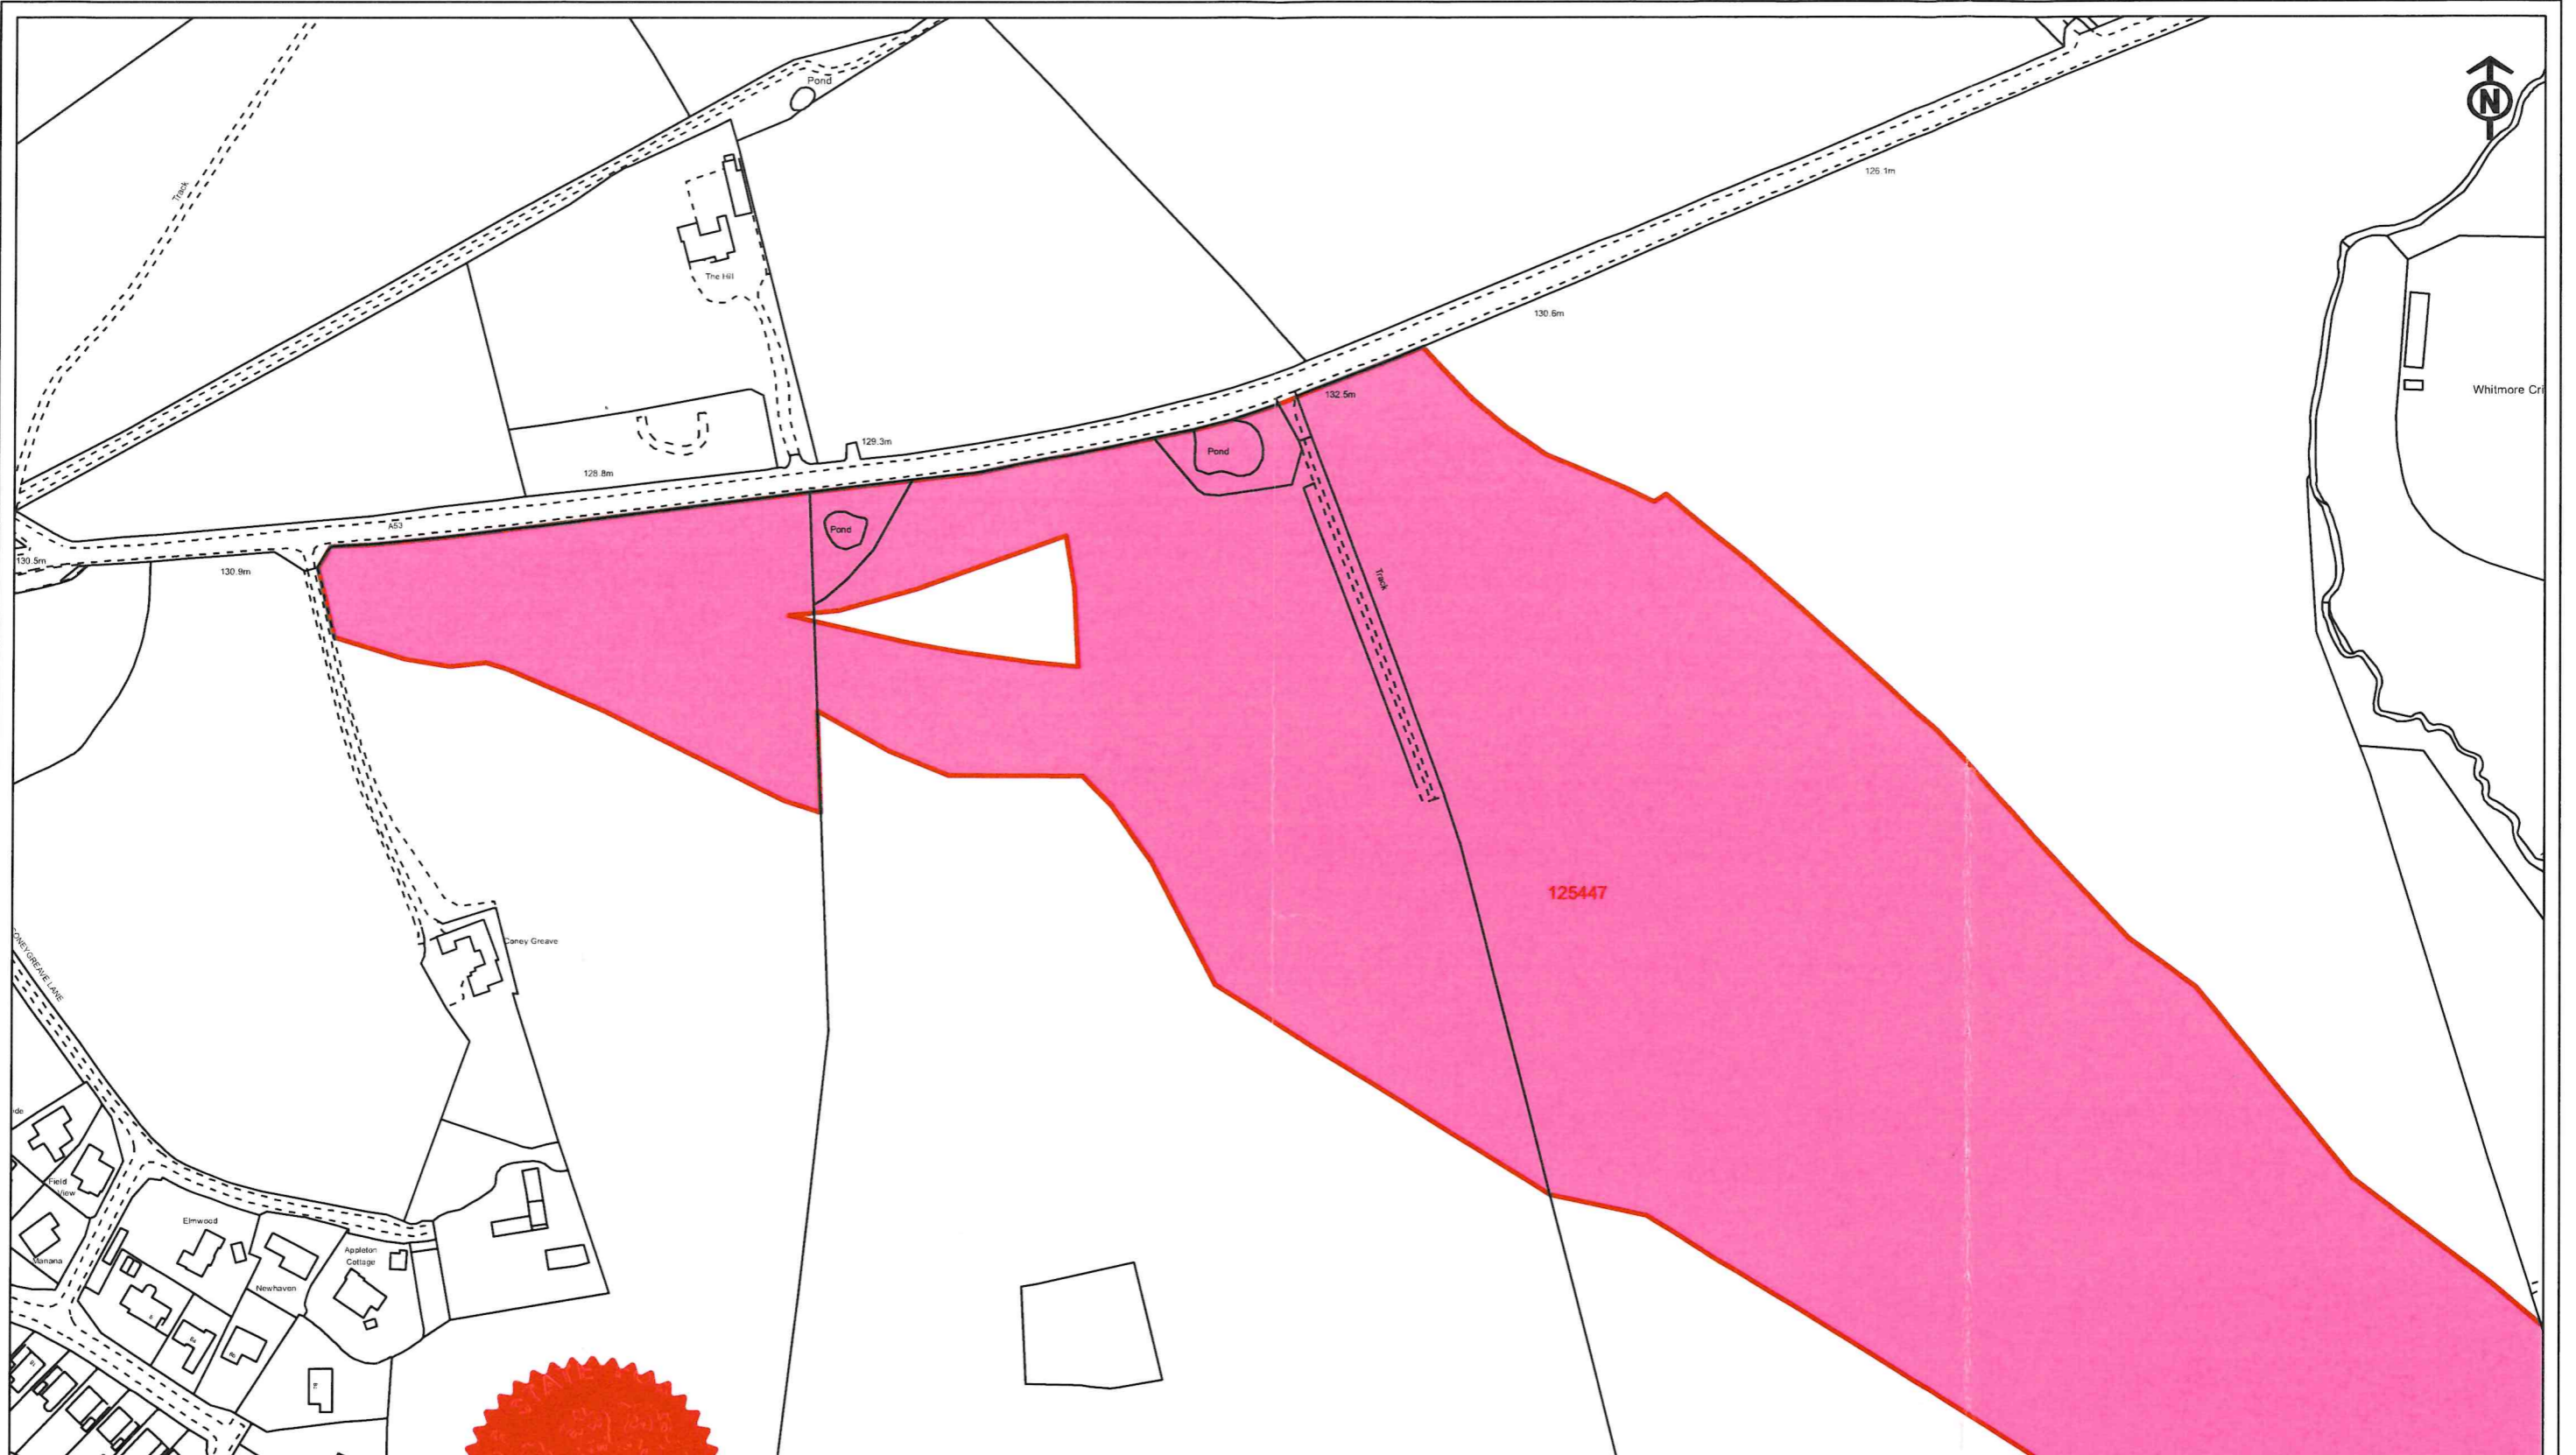 Pond
N
Track
126.1m
The Hill
130.6m
Whitmore Cri
132.5m
129.3m
Pond
128.8m
A53
Pond
130.5m
130.9m
Track
125447
CONEYGREAVE LANE
Coney Greave
Field
View
Elmwood
Manana
Appleton
Cottage
Newhaven